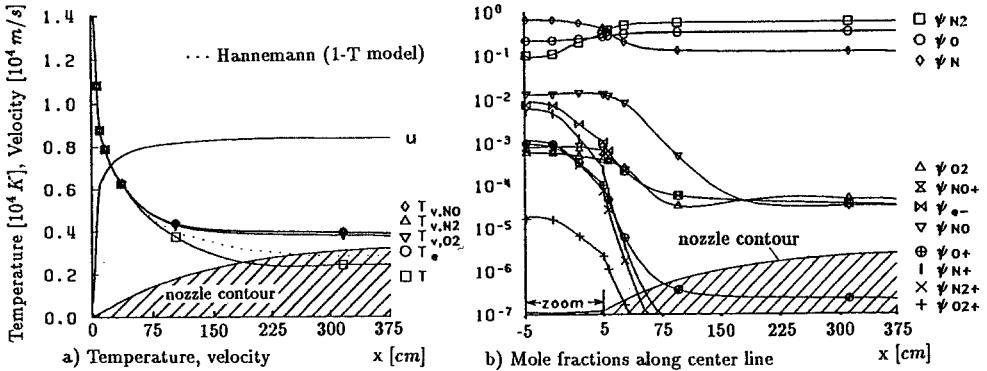 Temperature [10⁴ K], Velocity [10⁴ m/s]
1.4
1.2
1.0
0.8
0.6
0.4
0.2
0.0
0 75 150 225 300 375
x [cm]
···· Hannemann (1-T model)
u
◊ T v,NO
△ T v,N2
▽ T v,O2
○ T e
□ T
nozzle contour
a) Temperature, velocity
10⁰
10⁻¹
10⁻²
10⁻³
10⁻⁴
10⁻⁵
10⁻⁶
10⁻⁷
-5 5 75 150 225 300 375
x [cm]
zoom
nozzle contour
□ ψ N2
○ ψ O
◊ ψ N
△ ψ O2
⧖ ψ NO+
⋈ ψ e−
▽ ψ NO
⊕ ψ O+
| ψ N+
× ψ N2+
+ ψ O2+
b) Mole fractions along center line